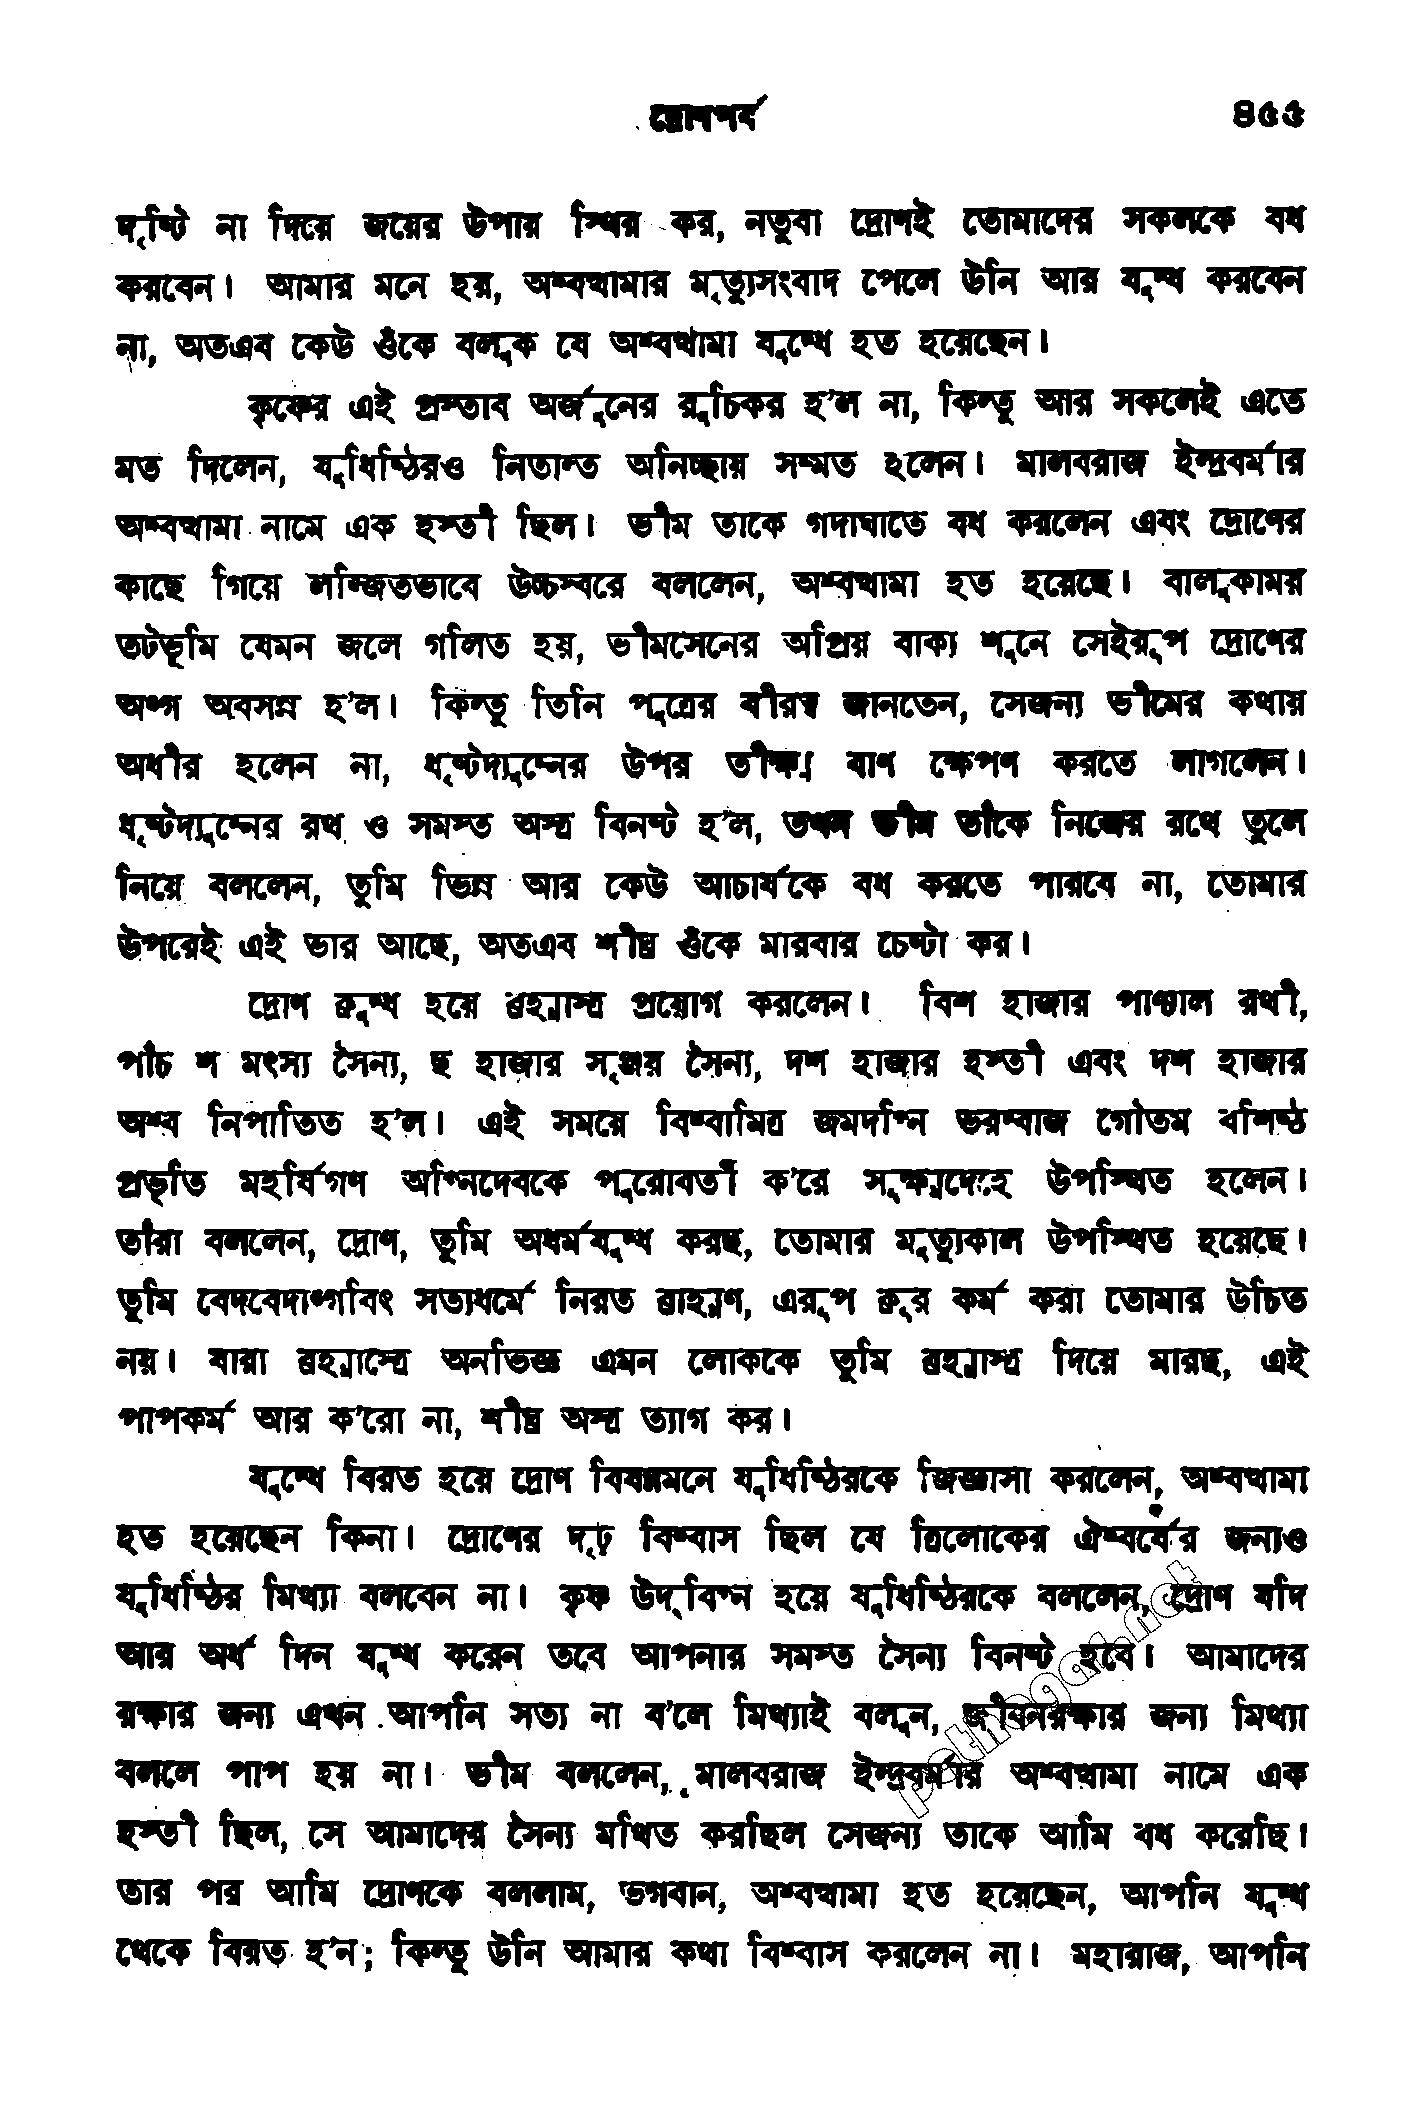 দ্রোণপর্ব ৪৫৫
দৃষ্টি না দিয়ে জয়ের উপায় স্থির কর, নতুবা দ্রোণই তোমাদের সকলকে বধ
করবেন। আমার মনে হয়, অশ্বত্থামার মৃত্যুসংবাদ পেলে উনি আর যুদ্ধ করবেন
না, অতএব কেউ ওঁকে বলুক যে অশ্বত্থামা যুদ্ধে হত হয়েছেন।
কৃষ্ণের এই প্রস্তাব অর্জুনের রুচিকর হ’ল না, কিন্তু আর সকলেই এতে
মত দিলেন, যুধিষ্ঠিরও নিতান্ত অনিচ্ছায় সম্মত হলেন। মালবরাজ ইন্দ্রবর্মার
অশ্বত্থামা নামে এক হস্তী ছিল। ভীম তাকে গদাঘাতে বধ করলেন এবং দ্রোণের
কাছে গিয়ে লজ্জিতভাবে উচ্চস্বরে বললেন, অশ্বত্থামা হত হয়েছে। বালুকাময়
তটভূমি যেমন জলে গলিত হয়, ভীমসেনের অপ্রিয় বাক্য শুনে সেইরূপ দ্রোণের
অঙ্গ অবসন্ন হ’ল। কিন্তু তিনি পুত্রের বীরত্ব জানতেন, সেজন্য ভীমের কথায়
অধীর হলেন না, ধৃষ্টদ্যুম্নের উপর তীক্ষ্ণ বাণ ক্ষেপণ করতে লাগলেন।
ধৃষ্টদ্যুম্নের রথ ও সমস্ত অস্ত্র বিনষ্ট হ’ল, তখন ভীম তাঁকে নিজের রথে তুলে
নিয়ে বললেন, তুমি ভিন্ন আর কেউ আচার্যকে বধ করতে পারবে না, তোমার
উপরেই এই ভার আছে, অতএব শীঘ্র ওঁকে মারবার চেষ্টা কর।
দ্রোণ ক্রুদ্ধ হয়ে ব্রহ্মাস্ত্র প্রয়োগ করলেন। বিশ হাজার পাঞ্চাল রথী,
পাঁচ শ মৎস্য সৈন্য, ছ হাজার সৃঞ্জয় সৈন্য, দশ হাজার হস্তী এবং দশ হাজার
অশ্ব নিপাতিত হ’ল। এই সময়ে বিশ্বামিত্র জমদগ্নি ভরদ্বাজ গৌতম বশিষ্ঠ
প্রভৃতি মহর্ষিগণ অগ্নিদেবকে পুরোবর্তী ক’রে সূক্ষ্মদেহে উপস্থিত হলেন।
তাঁরা বললেন, দ্রোণ, তুমি অধর্মযুদ্ধ করছ, তোমার মৃত্যুকাল উপস্থিত হয়েছে।
তুমি বেদবেদাঙ্গবিৎ সত্যধর্মে নিরত ব্রাহ্মণ, এরূপ ক্রূর কর্ম করা তোমার উচিত
নয়। যারা ব্রহ্মাস্ত্রে অনভিজ্ঞ এমন লোককে তুমি ব্রহ্মাস্ত্র দিয়ে মারছ, এই
পাপকর্ম আর ক’রো না, শীঘ্র অস্ত্র ত্যাগ কর।
যুদ্ধে বিরত হয়ে দ্রোণ বিষণ্ণমনে যুধিষ্ঠিরকে জিজ্ঞাসা করলেন, অশ্বত্থামা
হত হয়েছেন কিনা। দ্রোণের দৃঢ় বিশ্বাস ছিল যে ত্রিলোকের ঐশ্বর্যের জন্যও
যুধিষ্ঠির মিথ্যা বলবেন না। কৃষ্ণ উদ্‌বিগ্ন হয়ে যুধিষ্ঠিরকে বললেন, দ্রোণ যদি
আর অর্ধ দিন যুদ্ধ করেন তবে আপনার সমস্ত সৈন্য বিনষ্ট হবে। আমাদের
রক্ষার জন্য এখন আপনি সত্য না ব’লে মিথ্যাই বলুন, জীবনরক্ষার জন্য মিথ্যা
বললে পাপ হয় না। ভীম বললেন, মালবরাজ ইন্দ্রবর্মার অশ্বত্থামা নামে এক
হস্তী ছিল, সে আমাদের সৈন্য মথিত করছিল সেজন্য তাকে আমি বধ করেছি।
তার পর আমি দ্রোণকে বললাম, ভগবান, অশ্বত্থামা হত হয়েছেন, আপনি যুদ্ধ
থেকে বিরত হ’ন; কিন্তু উনি আমার কথা বিশ্বাস করলেন না। মহারাজ, আপনি
pathagar.net